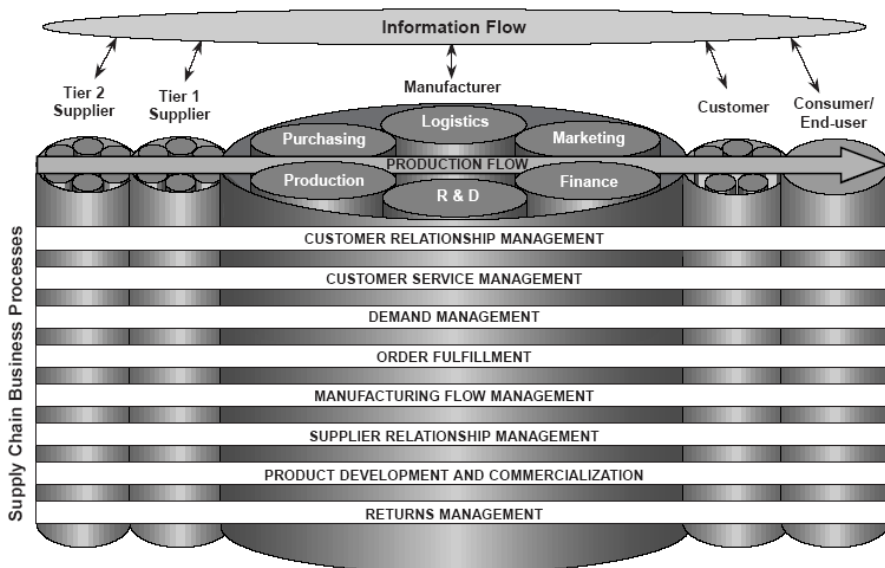 Information Flow
Tier 2
Supplier
Tier 1
Supplier
Manufacturer
Customer
Consumer/
End-user
Purchasing
Logistics
Marketing
PRODUCTION FLOW
Production
R & D
Finance
Supply Chain Business Processes
CUSTOMER RELATIONSHIP MANAGEMENT
CUSTOMER SERVICE MANAGEMENT
DEMAND MANAGEMENT
ORDER FULFILLMENT
MANUFACTURING FLOW MANAGEMENT
SUPPLIER RELATIONSHIP MANAGEMENT
PRODUCT DEVELOPMENT AND COMMERCIALIZATION
RETURNS MANAGEMENT